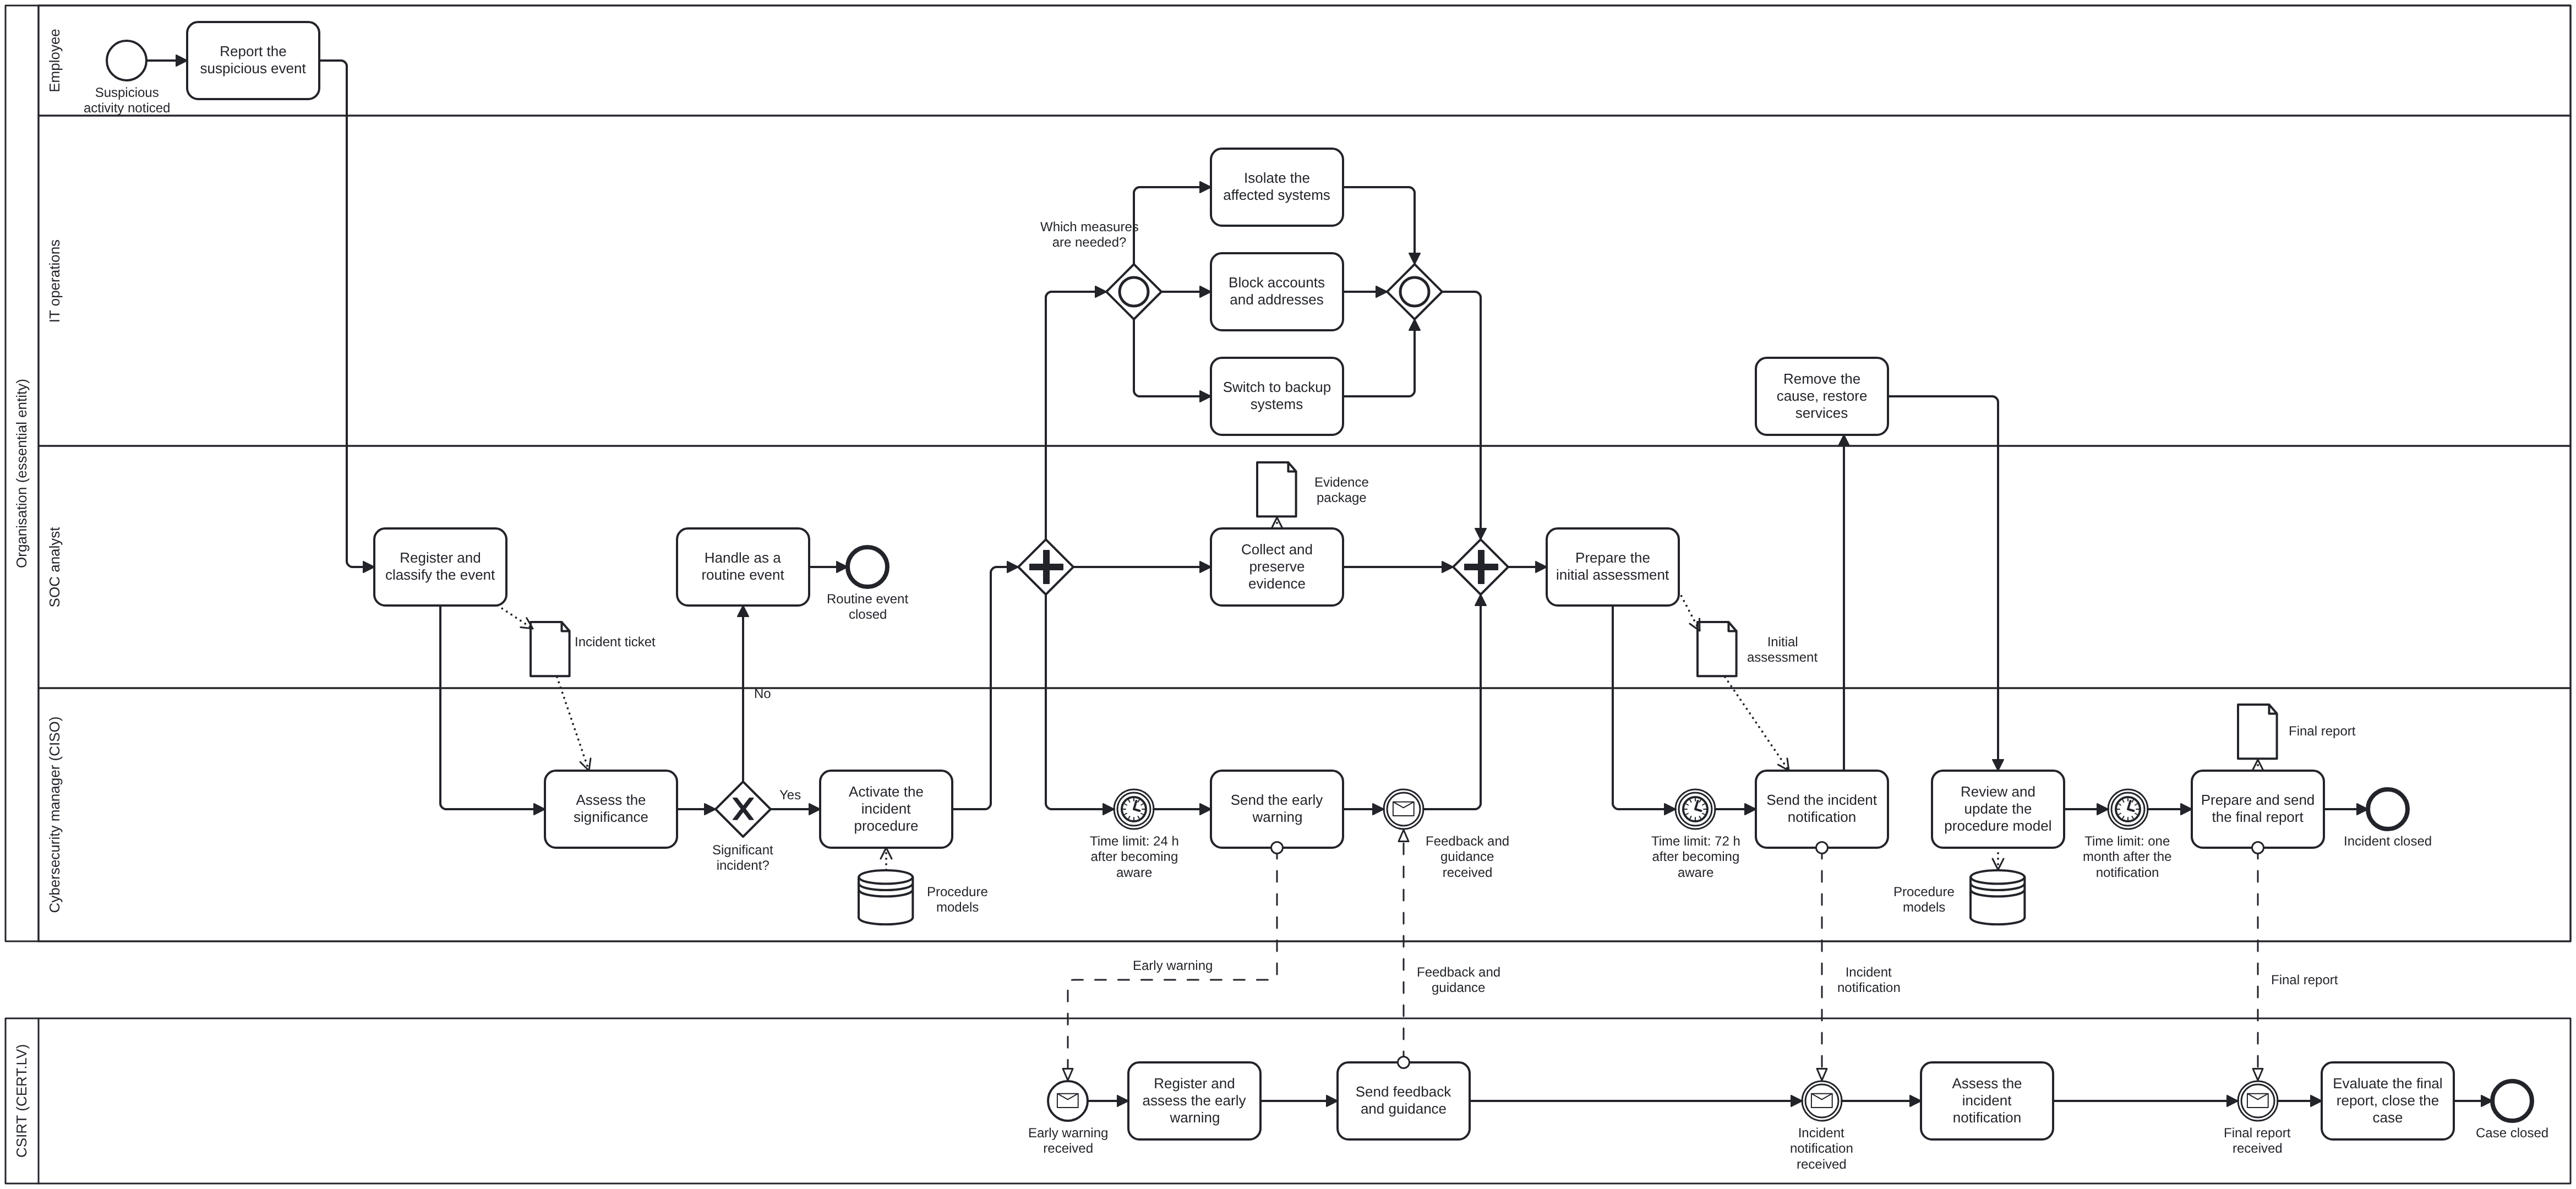 Organisation (essential entity)
Employee
Suspicious
activity noticed
Report the
suspicious event
IT operations
Which measures
are needed?
Isolate the
affected systems
Block accounts
and addresses
Switch to backup
systems
Remove the
cause, restore
services
SOC analyst
Register and
classify the event
Incident ticket
Handle as a
routine event
Routine event
closed
Evidence
package
Collect and
preserve
evidence
Prepare the
initial assessment
Initial
assessment
Cybersecurity manager (CISO)
Assess the
significance
No
Significant
incident?
Yes
Activate the
incident
procedure
Procedure
models
Time limit: 24 h
after becoming
aware
Send the early
warning
Feedback and
guidance
received
Time limit: 72 h
after becoming
aware
Send the incident
notification
Review and
update the
procedure model
Procedure
models
Time limit: one
month after the
notification
Final report
Prepare and send
the final report
Incident closed
Early warning
Feedback and
guidance
Incident
notification
Final report
CSIRT (CERT.LV)
Early warning
received
Register and
assess the early
warning
Send feedback
and guidance
Incident
notification
received
Assess the
incident
notification
Final report
received
Evaluate the final
report, close the
case
Case closed